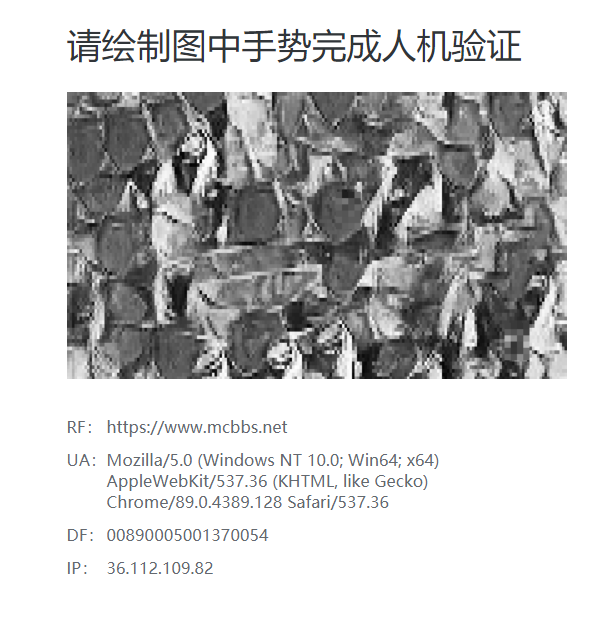 请绘制图中手势完成人机验证
RF： https://www.mcbbs.net
UA： Mozilla/5.0 (Windows NT 10.0; Win64; x64)
AppleWebKit/537.36 (KHTML, like Gecko)
Chrome/89.0.4389.128 Safari/537.36
DF： 00890005001370054
IP： 36.112.109.82